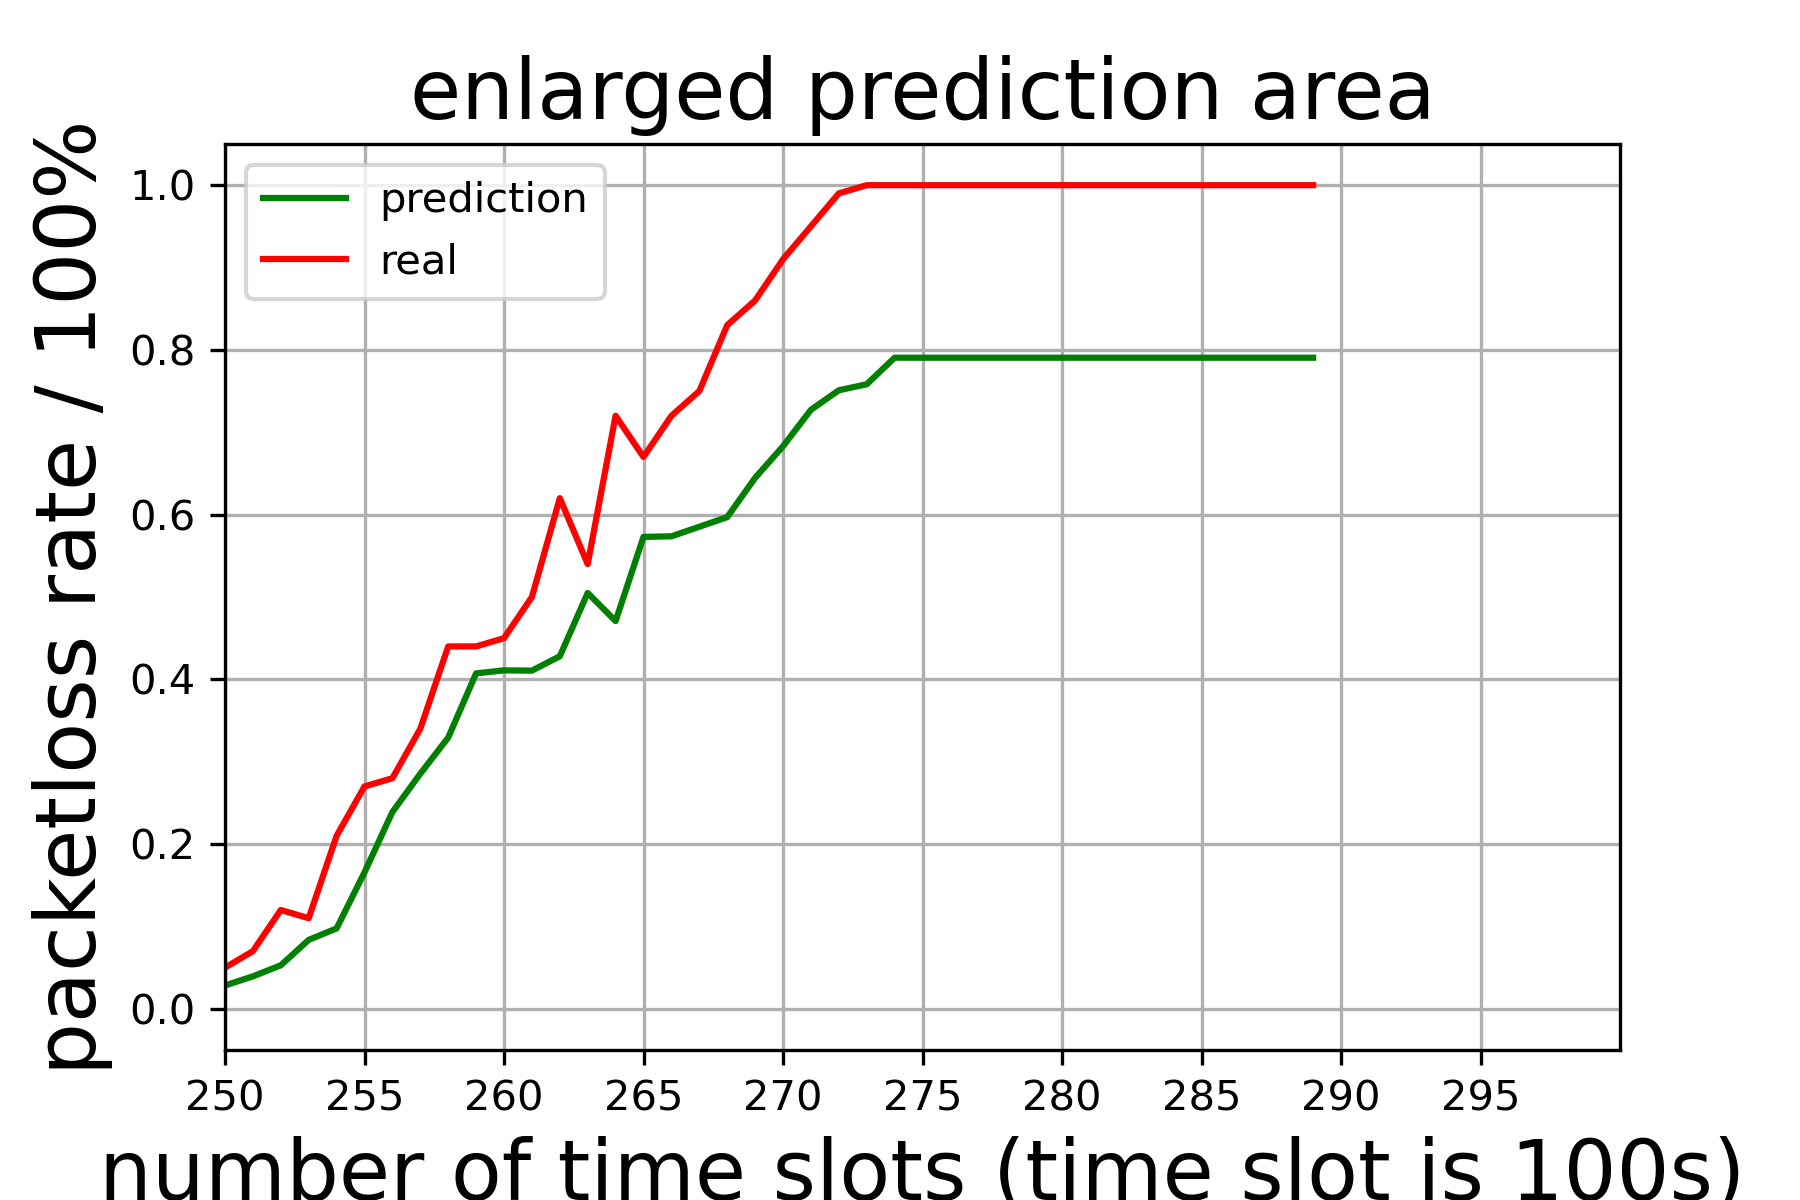 enlarged prediction area
packetloss rate / 100%
1.0
0.8
0.6
0.4
0.2
0.0
prediction
real
250 255 260 265 270 275 280 285 290 295
number of time slots (time slot is 100s)